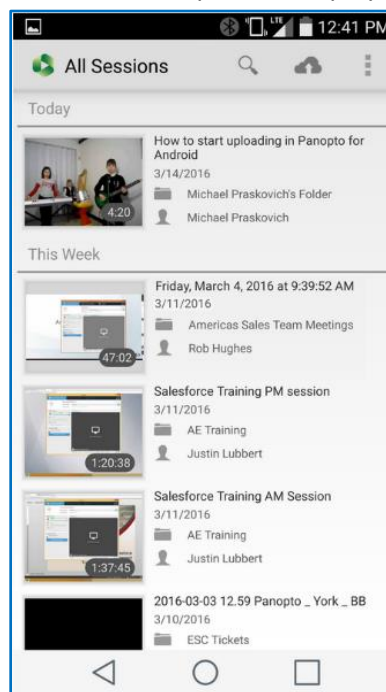 LTE 12:41 PM
All Sessions
Today
How to start uploading in Panopto for
Android
3/14/2016
Michael Praskovich's Folder
4:20
Michael Praskovich
This Week
Friday, March 4, 2016 at 9:39:52 AM
3/11/2016
Americas Sales Team Meetings
47:02
Rob Hughes
Salesforce Training PM session
3/11/2016
AE Training
1:20:38
Justin Lubbert
Salesforce Training AM Session
3/11/2016
AE Training
1:37:45
Justin Lubbert
2016-03-03 12.59 Panopto _ York _ BB
3/10/2016
ESC Tickets